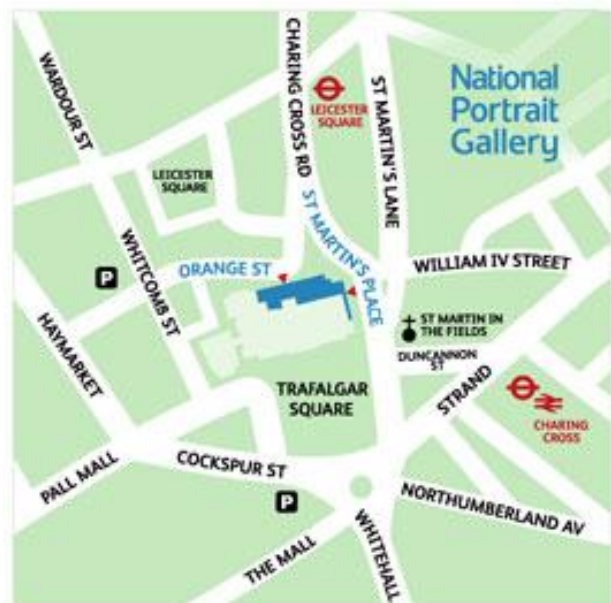 National
Portrait
Gallery
WARDOUR ST
CHARING CROSS RD
LEICESTER
SQUARE
ST MARTIN'S LANE
LEICESTER
SQUARE
ST MARTIN'S PLACE
WHITCOMB ST
ORANGE ST
WILLIAM IV STREET
P
HAYMARKET
ST MARTIN IN
THE FIELDS
DUNCANNON
ST
TRAFALGAR
SQUARE
STRAND
CHARING
CROSS
PALL MALL
COCKSPUR ST
P
NORTHUMBERLAND AV
THE MALL
WHITEHALL